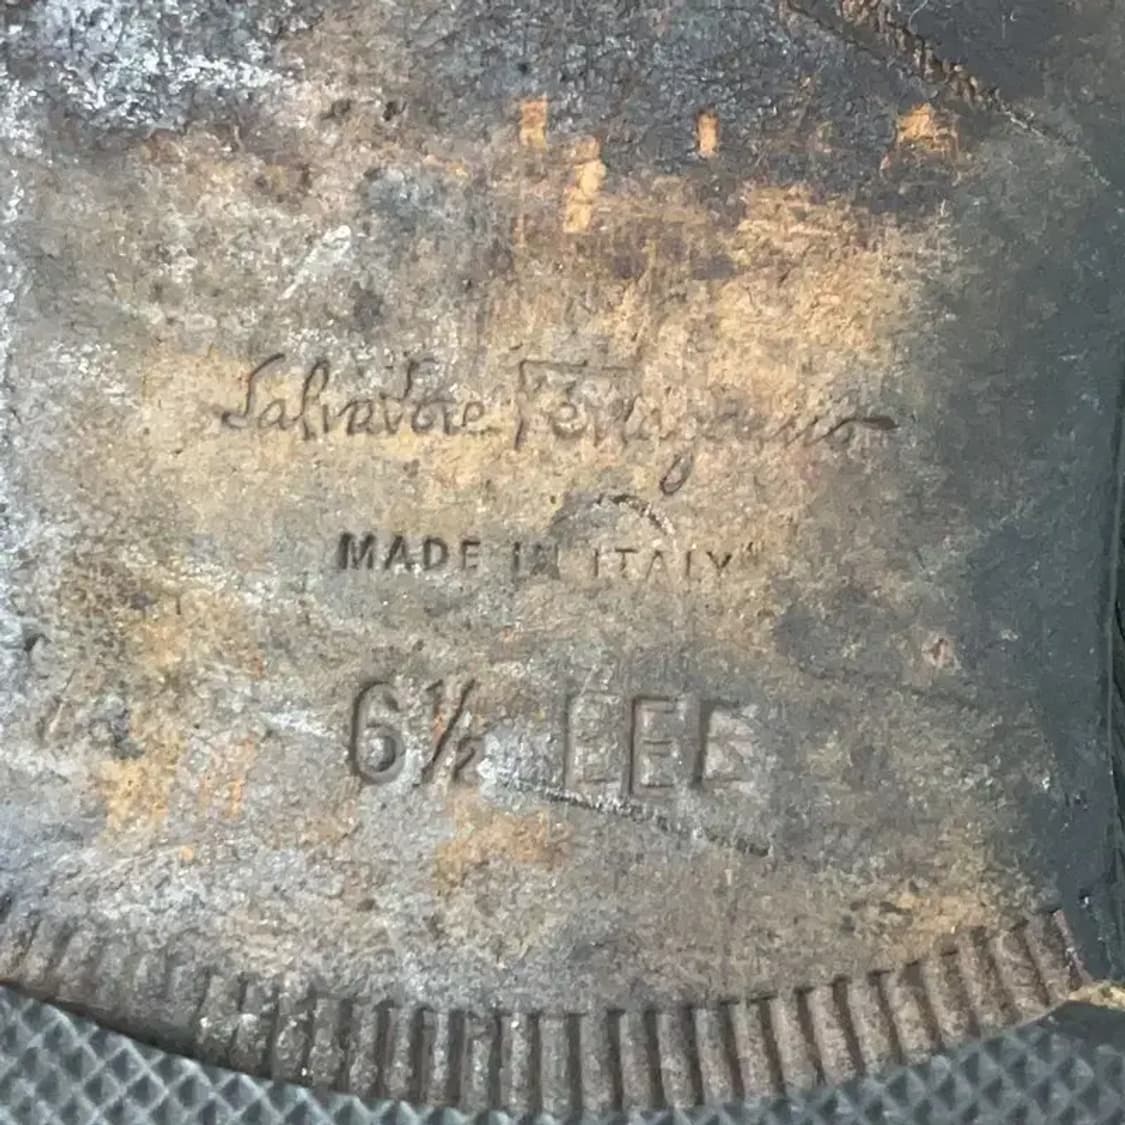 Salvatore Ferragamo
MADE IN ITALY
6½ EEE